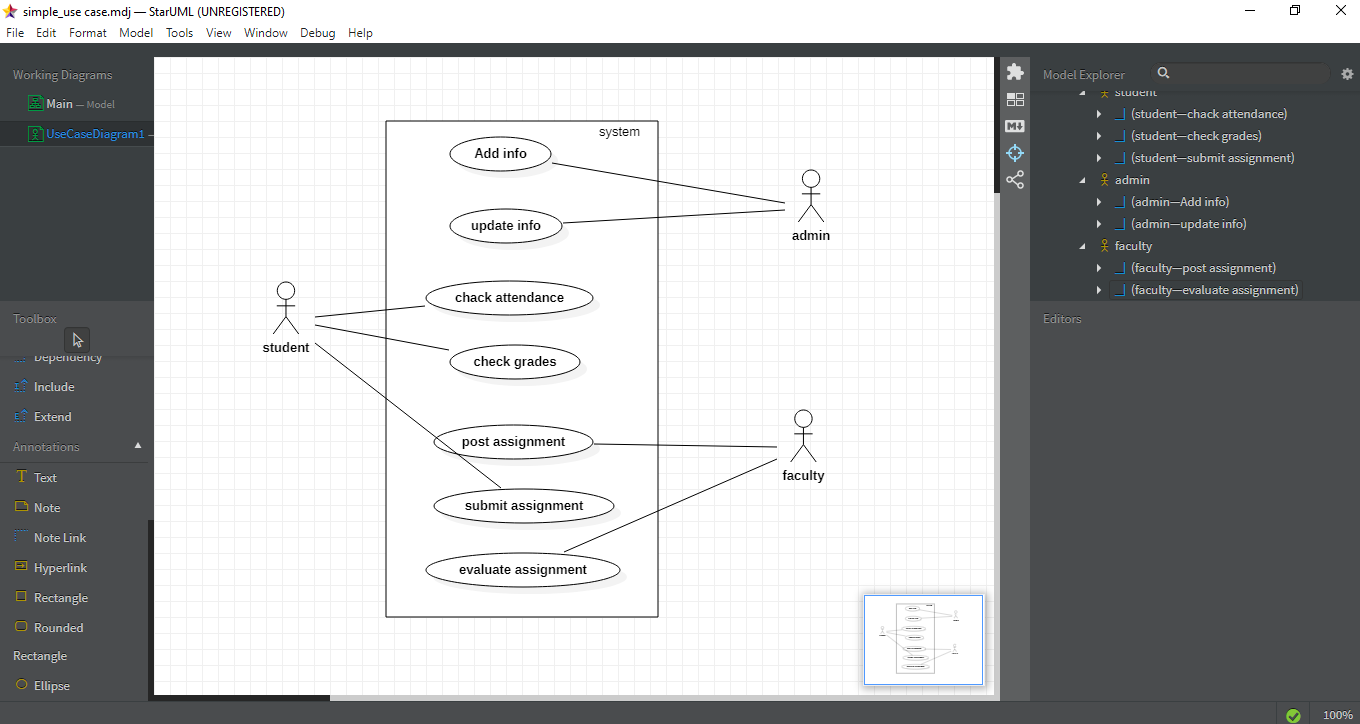 simple_use case.mdj — StarUML (UNREGISTERED)
File Edit Format Model Tools View Window Debug Help
Working Diagrams
Main — Model
UseCaseDiagram1 —
Toolbox
Dependency
Include
Extend
Annotations
Text
Note
Note Link
Hyperlink
Rectangle
Rounded
Rectangle
Ellipse
system
Add info
update info
chack attendance
check grades
post assignment
submit assignment
evaluate assignment
student
admin
faculty
Model Explorer
student
(student—chack attendance)
(student—check grades)
(student—submit assignment)
admin
(admin—Add info)
(admin—update info)
faculty
(faculty—post assignment)
(faculty—evaluate assignment)
Editors
100%